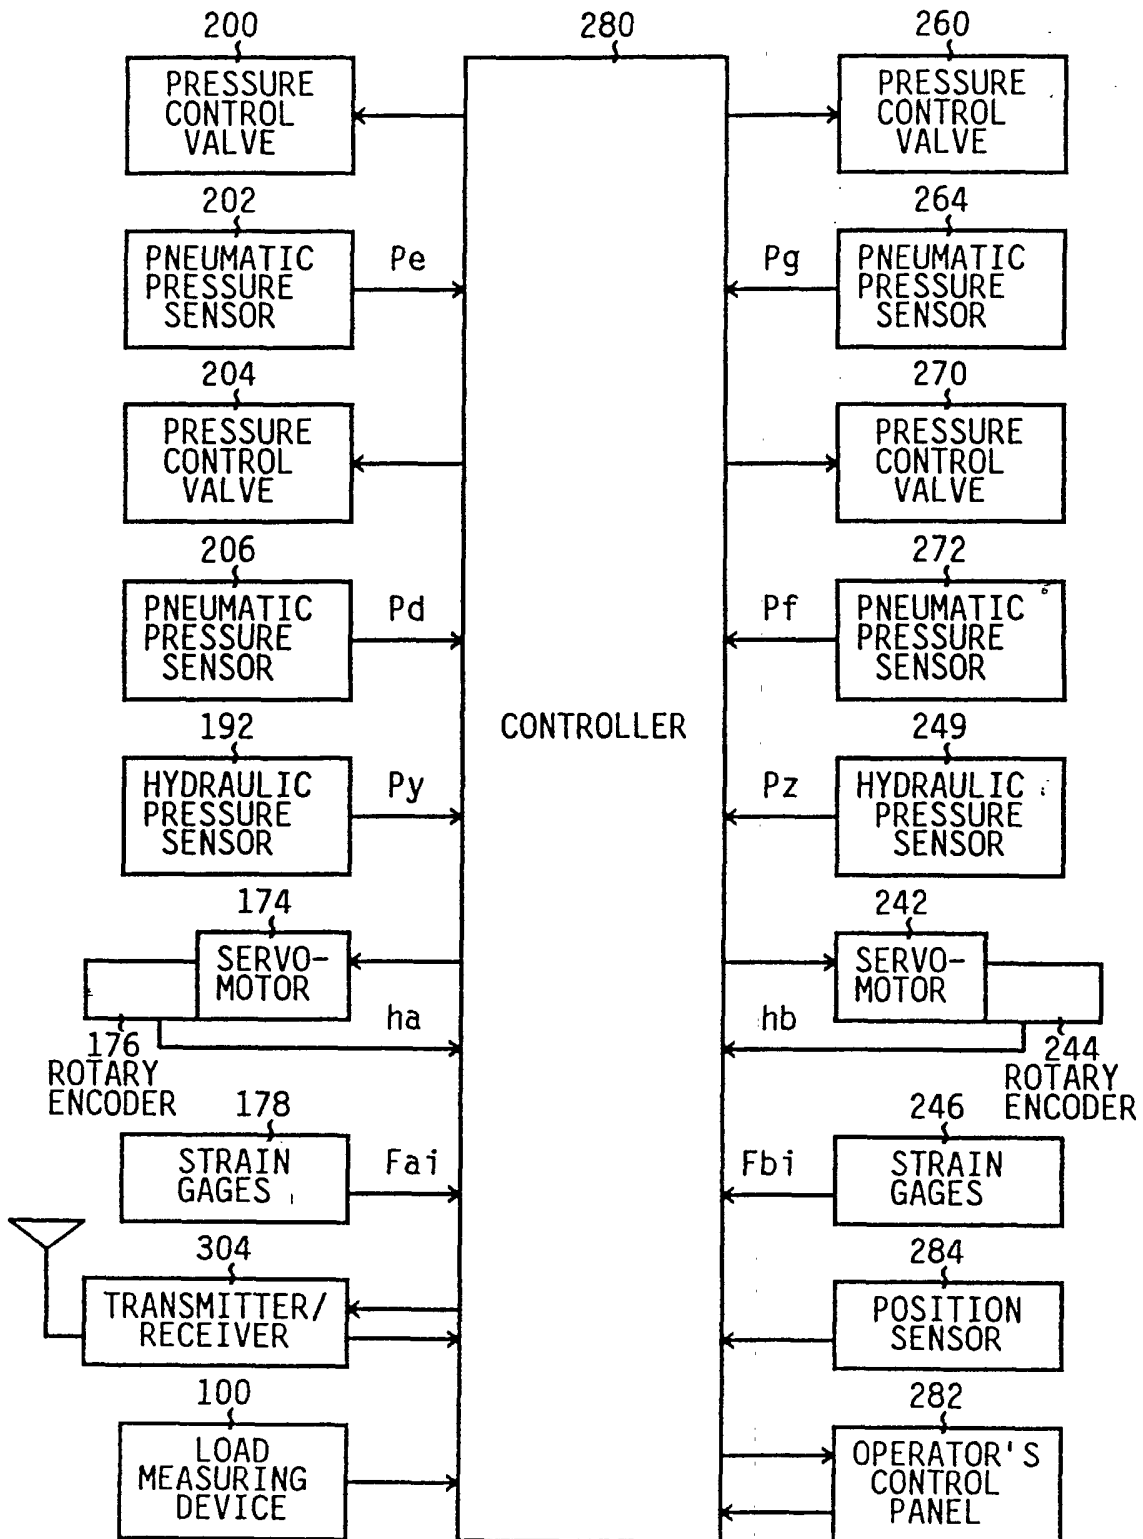 200
PRESSURE
CONTROL
VALVE
202
PNEUMATIC
PRESSURE
SENSOR
Pe
204
PRESSURE
CONTROL
VALVE
206
PNEUMATIC
PRESSURE
SENSOR
Pd
192
HYDRAULIC
PRESSURE
SENSOR
Py
174
SERVO-
MOTOR
ha
176
ROTARY
ENCODER
178
STRAIN
GAGES
Fai
304
TRANSMITTER/
RECEIVER
100
LOAD
MEASURING
DEVICE
280
CONTROLLER
260
PRESSURE
CONTROL
VALVE
264
Pg
PNEUMATIC
PRESSURE
SENSOR
270
PRESSURE
CONTROL
VALVE
272
Pf
PNEUMATIC
PRESSURE
SENSOR
249
Pz
HYDRAULIC
PRESSURE
SENSOR
242
SERVO-
MOTOR
hb
244
ROTARY
ENCODER
246
Fbi
STRAIN
GAGES
284
POSITION
SENSOR
282
OPERATOR'S
CONTROL
PANEL